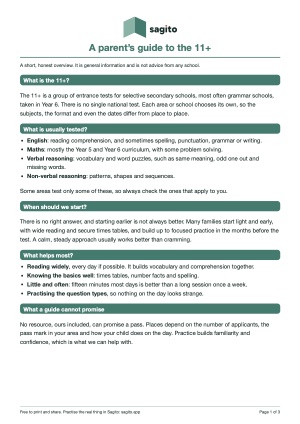 sagito
A parent's guide to the 11+
A short, honest overview. It is general information and is not advice from any school.
What is the 11+?
The 11+ is a group of entrance tests for selective secondary schools, most often grammar schools,
taken in Year 6. There is no single national test. Each area or school chooses its own, so the
subjects, the format and even the dates differ from place to place.
What is usually tested?
• English: reading comprehension, and sometimes spelling, punctuation, grammar or writing.
• Maths: mostly the Year 5 and Year 6 curriculum, with some problem solving.
• Verbal reasoning: vocabulary and word puzzles, such as same meaning, odd one out and
missing words.
• Non-verbal reasoning: patterns, shapes and sequences.
Some areas test only some of these, so always check the ones that apply to you.
When should we start?
There is no right answer, and starting earlier is not always better. Many families start light and early,
with wide reading and secure times tables, and build up to focused practice in the months before the
test. A calm, steady approach usually works better than cramming.
What helps most?
• Reading widely, every day if possible. It builds vocabulary and comprehension together.
• Knowing the basics well: times tables, number facts and spelling.
• Little and often: fifteen minutes most days is better than a long session once a week.
• Practising the question types, so nothing on the day looks strange.
What a guide cannot promise
No resource, ours included, can promise a pass. Places depend on the number of applicants, the
pass mark in your area and how your child does on the day. Practice builds familiarity and
confidence, which is what we can help with.
Free to print and share. Practise the real thing in Sagito: sagito.app
Page 1 of 3